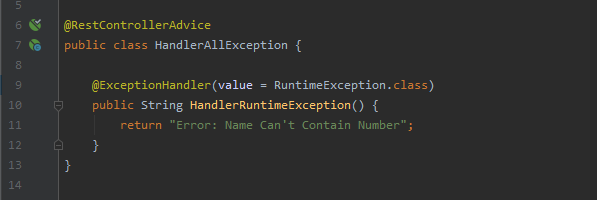 5
6 @RestControllerAdvice
7 public class HandlerAllException {
8
9 @ExceptionHandler(value = RuntimeException.class)
10 public String HandlerRuntimeException() {
11 return "Error: Name Can't Contain Number";
12 }
13 }
14